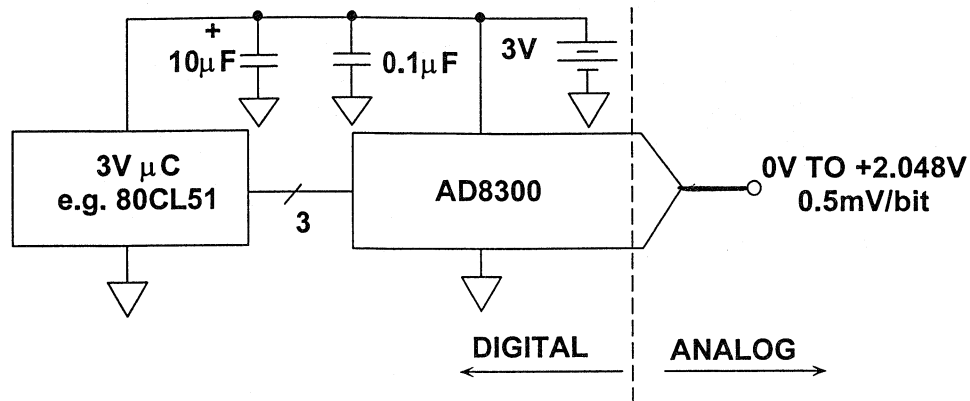 +
10μF
0.1μF
3V
3V μC
e.g. 80CL51
3
AD8300
0V TO +2.048V
0.5mV/bit
DIGITAL
ANALOG